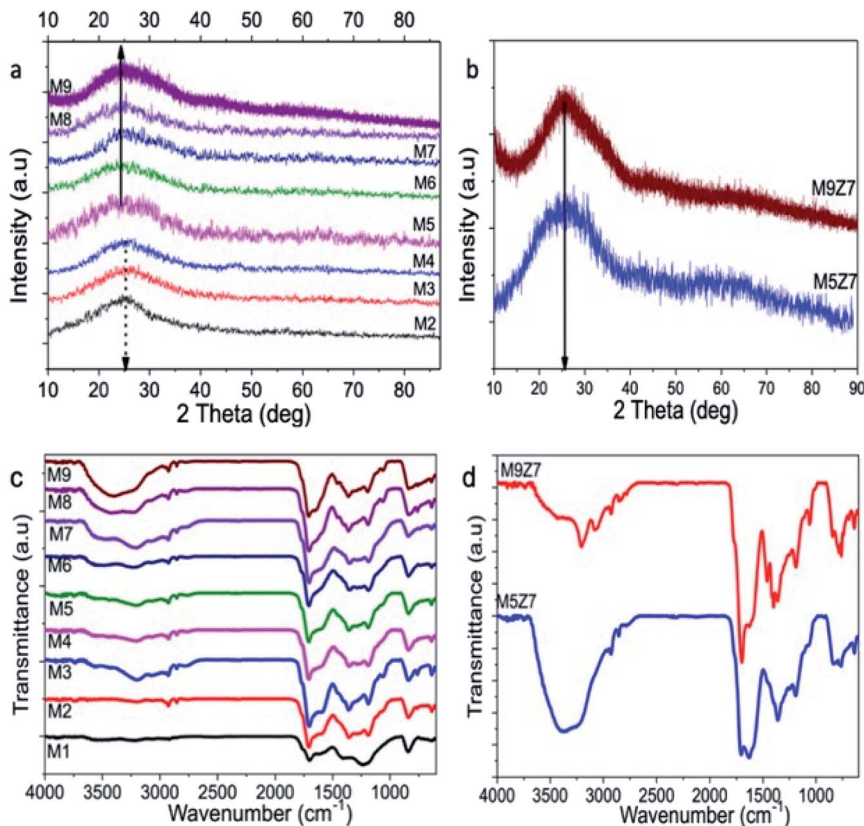 10 20 30 40 50 60 70 80
a
b
M9
M8
M7
M6
M5
M4
M3
M2
M9Z7
M5Z7
Intensity (a.u)
Intensity (a.u)
10 20 30 40 50 60 70 80
10 20 30 40 50 60 70 80 90
2 Theta (deg)
2 Theta (deg)
c
d
M9
M8
M7
M6
M5
M4
M3
M2
M1
M9Z7
M5Z7
Transmittance (a.u)
Transmittance (a.u)
4000 3500 3000 2500 2000 1500 1000
4000 3500 3000 2500 2000 1500 1000
Wavenumber (cm⁻¹)
Wavenumber (cm⁻¹)